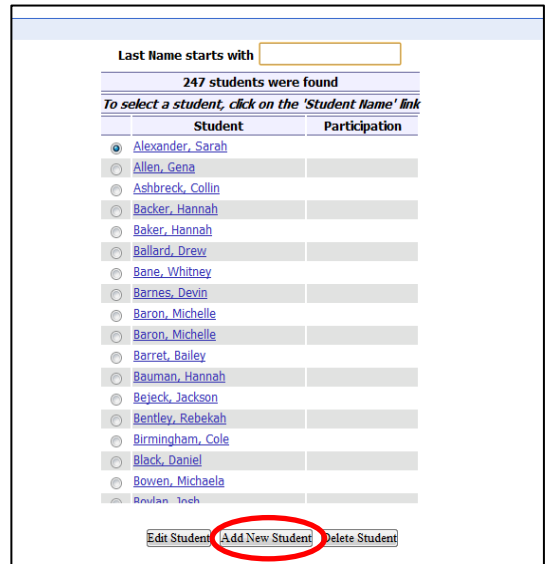 Last Name starts with
247 students were found
To select a student, click on the 'Student Name' link
Student Participation
Alexander, Sarah
Allen, Gena
Ashbreck, Collin
Backer, Hannah
Baker, Hannah
Ballard, Drew
Bane, Whitney
Barnes, Devin
Baron, Michelle
Baron, Michelle
Barret, Bailey
Bauman, Hannah
Bejeck, Jackson
Bentley, Rebekah
Birmingham, Cole
Black, Daniel
Bowen, Michaela
Boylan, Josh
Edit Student Add New Student Delete Student